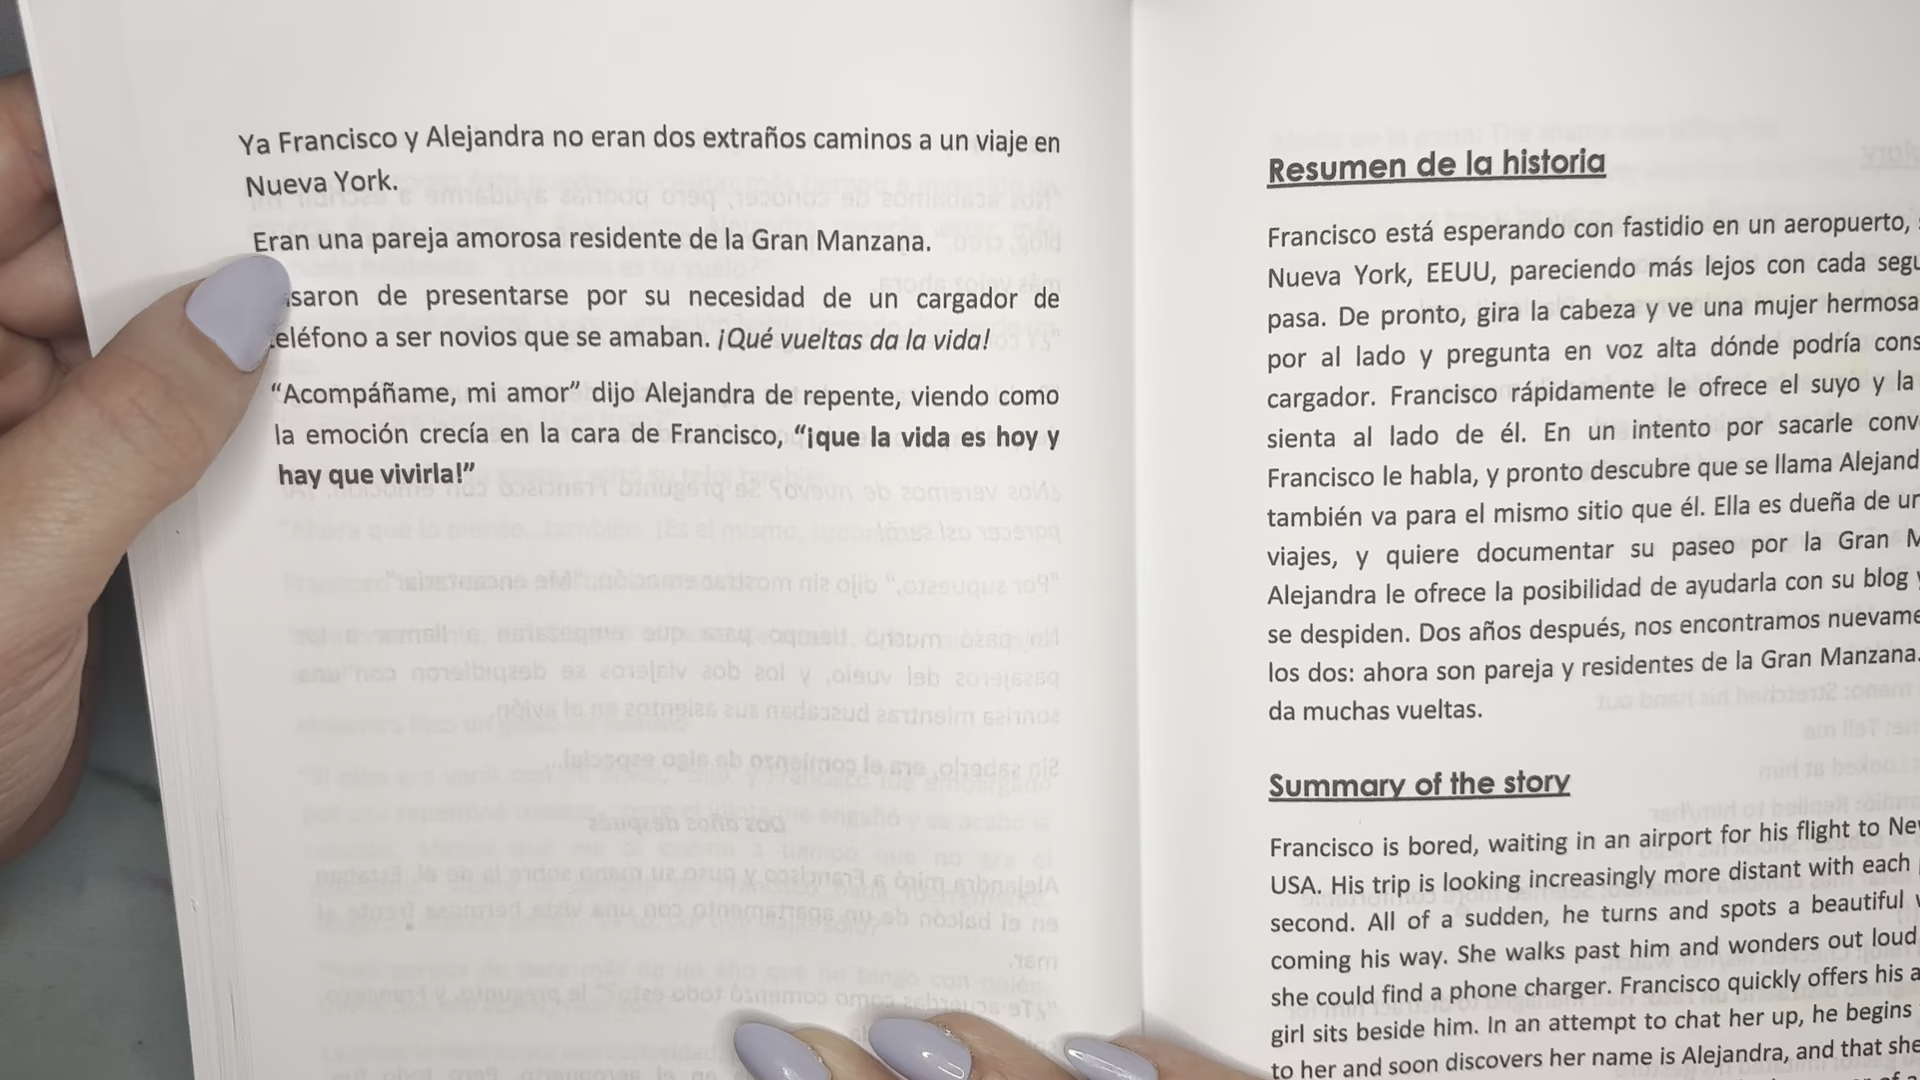 Ya Francisco y Alejandra no eran dos extraños caminos a un viaje en
Nueva York.
Eran una pareja amorosa residente de la Gran Manzana.
saron de presentarse por su necesidad de un cargador de
eléfono a ser novios que se amaban. ¡Qué vueltas da la vida!
“Acompáñame, mi amor” dijo Alejandra de repente, viendo como
la emoción crecía en la cara de Francisco, “¡que la vida es hoy y
hay que vivirla!”
Resumen de la historia
Francisco está esperando con fastidio en un aeropuerto,
Nueva York, EEUU, pareciendo más lejos con cada
pasa. De pronto, gira la cabeza y ve una mujer hermosa
por al lado y pregunta en voz alta dónde podría
cargador. Francisco rápidamente le ofrece el suyo y la
sienta al lado de él. En un intento por sacarle
Francisco le habla, y pronto descubre que se llama
también va para el mismo sitio que él. Ella es dueña de
viajes, y quiere documentar su paseo por la Gran
Alejandra le ofrece la posibilidad de ayudarla con su blog
se despiden. Dos años después, nos encontramos
los dos: ahora son pareja y residentes de la Gran Manzana.
da muchas vueltas.
Summary of the story
Francisco is bored, waiting in an airport for his flight to
USA. His trip is looking increasingly more distant with each
second. All of a sudden, he turns and spots a beautiful
coming his way. She walks past him and wonders out loud
she could find a phone charger. Francisco quickly offers his
girl sits beside him. In an attempt to chat her up, he begins
to her and soon discovers her name is Alejandra, and that she